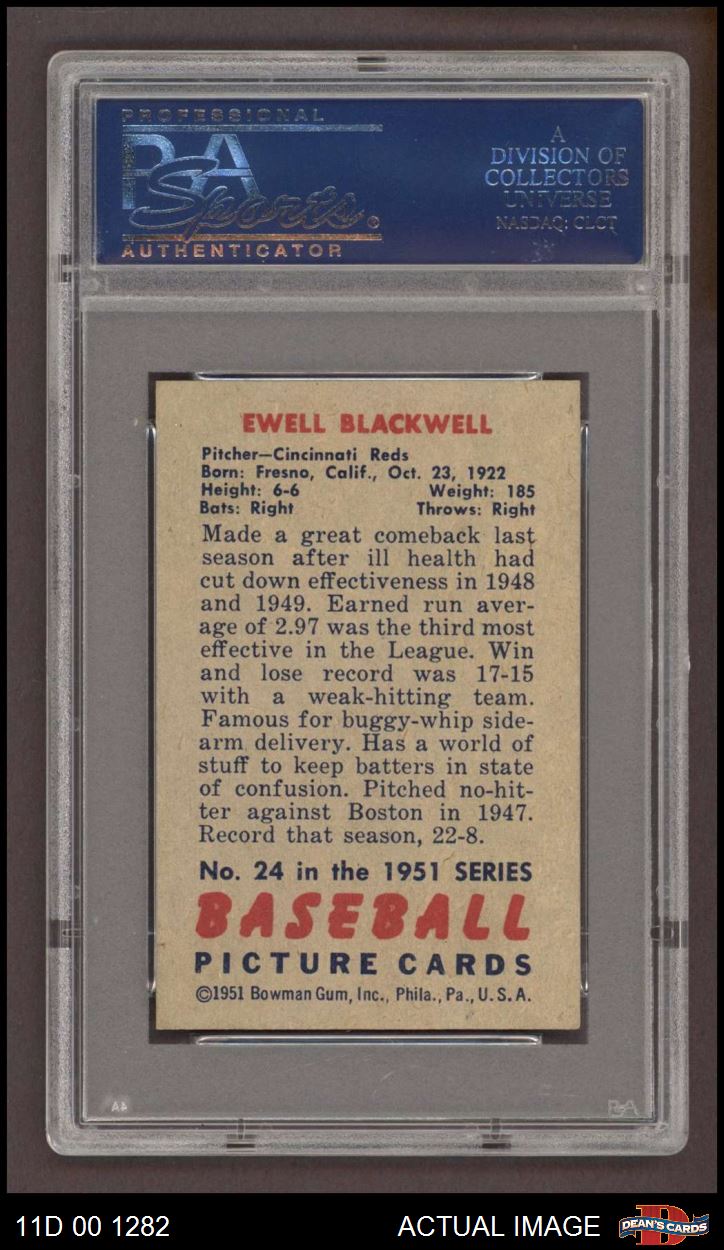 PROFESSIONAL
PSA
Sports
AUTHENTICATOR
A
DIVISION OF
COLLECTORS
UNIVERSE
NASDAQ: CLCT
EWELL BLACKWELL
Pitcher—Cincinnati Reds
Born: Fresno, Calif., Oct. 23, 1922
Height: 6-6 Weight: 185
Bats: Right Throws: Right
Made a great comeback last
season after ill health had
cut down effectiveness in 1948
and 1949. Earned run aver-
age of 2.97 was the third most
effective in the League. Win
and lose record was 17-15
with a weak-hitting team.
Famous for buggy-whip side-
arm delivery. Has a world of
stuff to keep batters in state
of confusion. Pitched no-hit-
ter against Boston in 1947.
Record that season, 22-8.
No. 24 in the 1951 SERIES
BASEBALL
PICTURE CARDS
©1951 Bowman Gum, Inc., Phila., Pa., U.S.A.
PSA
11D 00 1282
ACTUAL IMAGE
DEAN'S CARDS